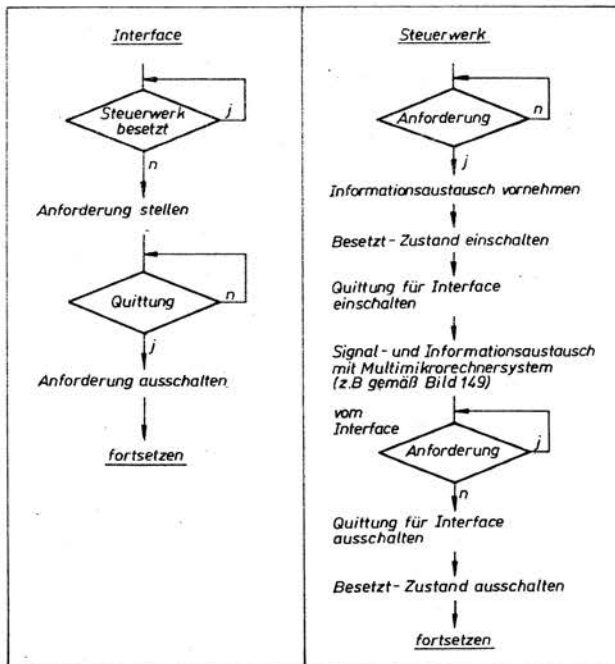 Interface
Steuerwerk
besetzt
j
n
Anforderung stellen
Quittung
n
j
Anforderung ausschalten
fortsetzen
Steuerwerk
Anforderung
n
j
Informationsaustausch vornehmen
Besetzt-Zustand einschalten
Quittung für Interface
einschalten
Signal- und Informationsaustausch
mit Multimikrorechnersystem
(z.B gemäß Bild 149)
vom
Interface
Anforderung
j
n
Quittung für Interface
ausschalten
Besetzt-Zustand ausschalten
fortsetzen